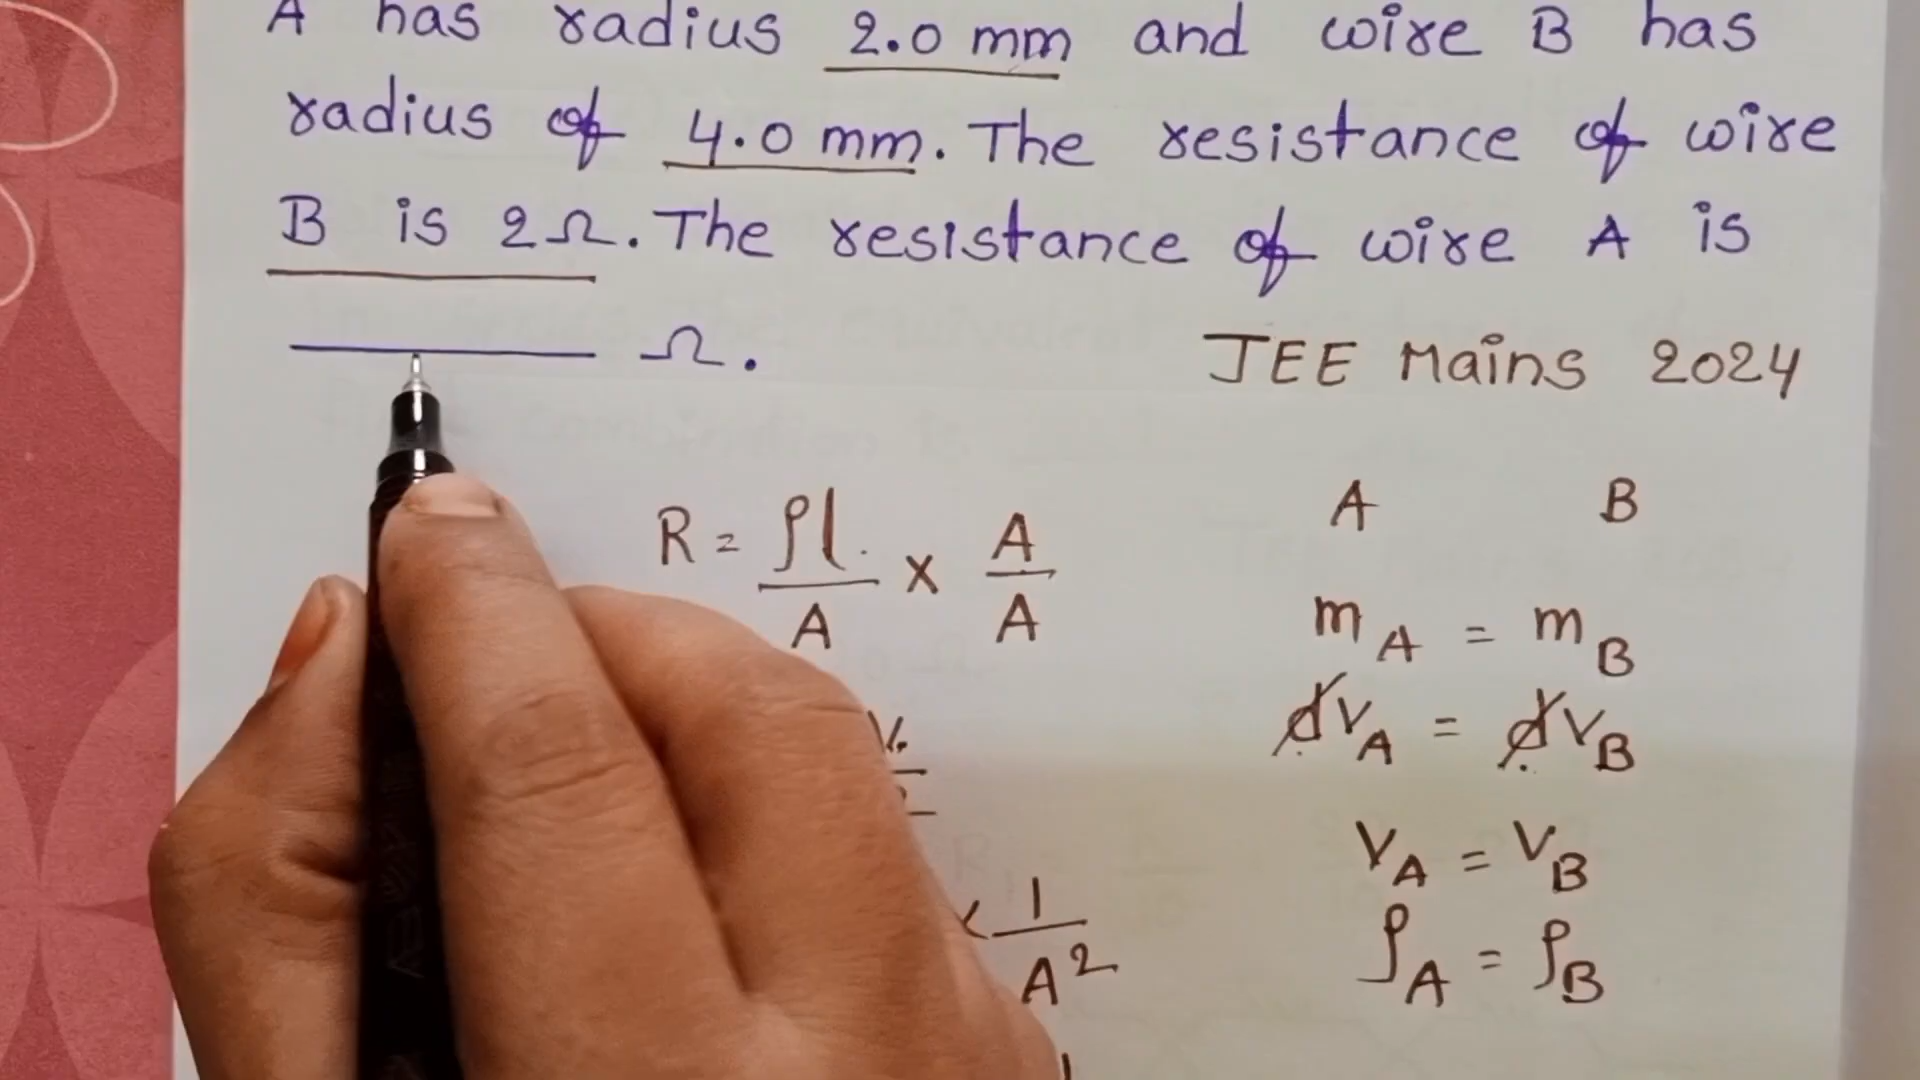 A has radius 2.0 mm and wire B has
radius of 4.0 mm. The resistance of wire
B is 2Ω. The resistance of wire A is
______ Ω.
JEE Mains 2024
R = ρl/A × A/A
1/A²
A B
m_A = m_B
dV_A = dV_B
V_A = V_B
ρ_A = ρ_B